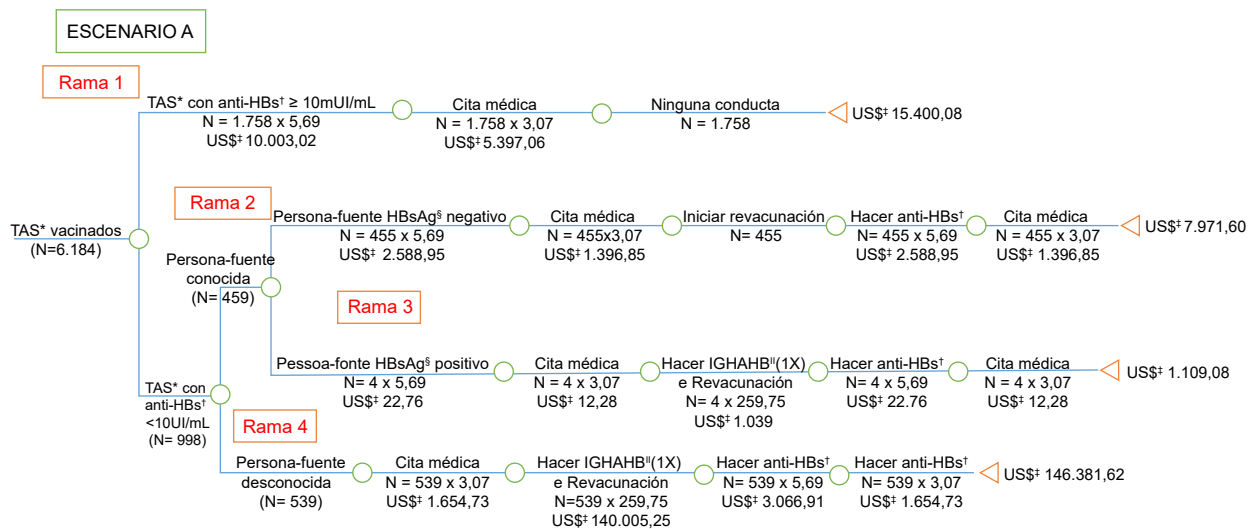 ESCENARIO A
Rama 1
TAS* con anti-HBs† ≥ 10mUI/mL
N = 1.758 x 5,69
US$‡ 10.003,02
Cita médica
N = 1.758 x 3,07
US$‡ 5.397,06
Ninguna conducta
N = 1.758
US$‡ 15.400,08
TAS* vacinados
(N=6.184)
Rama 2
Persona-fuente
conocida
(N= 459)
Persona-fuente HBsAg§ negativo
N = 455 x 5,69
US$‡ 2.588,95
Cita médica
N = 455x3,07
US$‡ 1.396,85
Iniciar revacunación
N= 455
Hacer anti-HBs†
N= 455 x 5,69
US$‡ 2.588,95
Cita médica
N = 455 x 3,07
US$‡ 1.396,85
US$‡ 7.971,60
Rama 3
Pessoa-fonte HBsAg§ positivo
N= 4 x 5,69
US$‡ 22,76
Cita médica
N = 4 x 3,07
US$‡ 12,28
Hacer IGHAHB||(1X)
e Revacunación
N= 4 x 259,75
US$‡ 1.039
Hacer anti-HBs†
N= 4 x 5,69
US$‡ 22.76
Cita médica
N = 4 x 3,07
US$‡ 12,28
US$‡ 1.109,08
TAS* con
anti-HBs†
<10UI/mL
(N= 998)
Rama 4
Persona-fuente
desconocida
(N= 539)
Cita médica
N = 539 x 3,07
US$‡ 1.654,73
Hacer IGHAHB||(1X)
e Revacunación
N=539 x 259,75
US$‡ 140.005,25
Hacer anti-HBs†
N= 539 x 5,69
US$‡ 3.066,91
Hacer anti-HBs†
N= 539 x 3,07
US$‡ 1.654,73
US$‡ 146.381,62